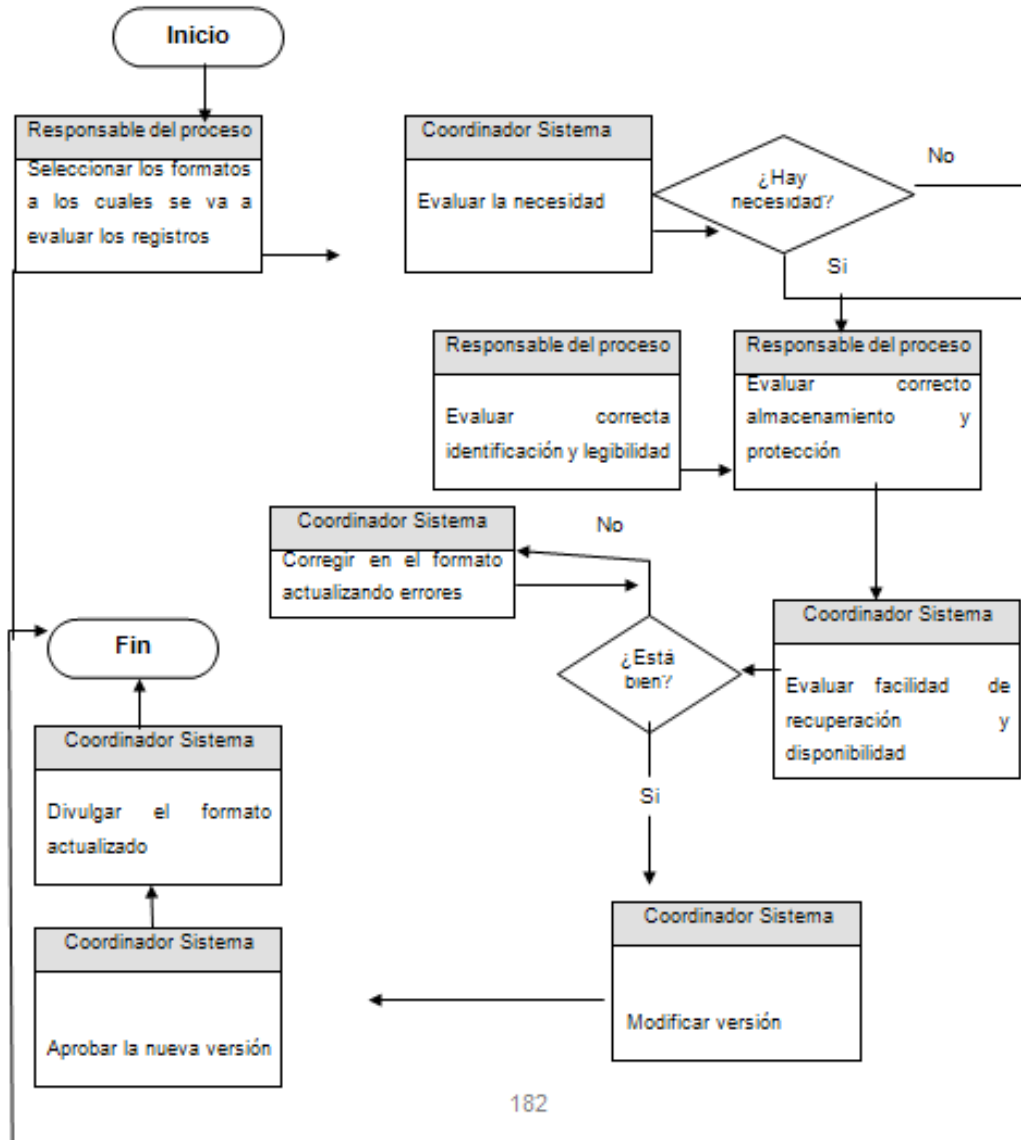 Inicio
Responsable del proceso
Seleccionar los formatos
a los cuales se va a
evaluar los registros
Coordinador Sistema
Evaluar la necesidad
¿Hay
necesidad?
No
Si
Responsable del proceso
Evaluar correcta
identificación y legibilidad
Responsable del proceso
Evaluar correcto
almacenamiento y
protección
Coordinador Sistema
Corregir en el formato
actualizando errores
No
¿Está
bien?
Coordinador Sistema
Evaluar facilidad de
recuperación y
disponibilidad
Fin
Si
Coordinador Sistema
Divulgar el formato
actualizado
Coordinador Sistema
Aprobar la nueva versión
Coordinador Sistema
Modificar versión
182